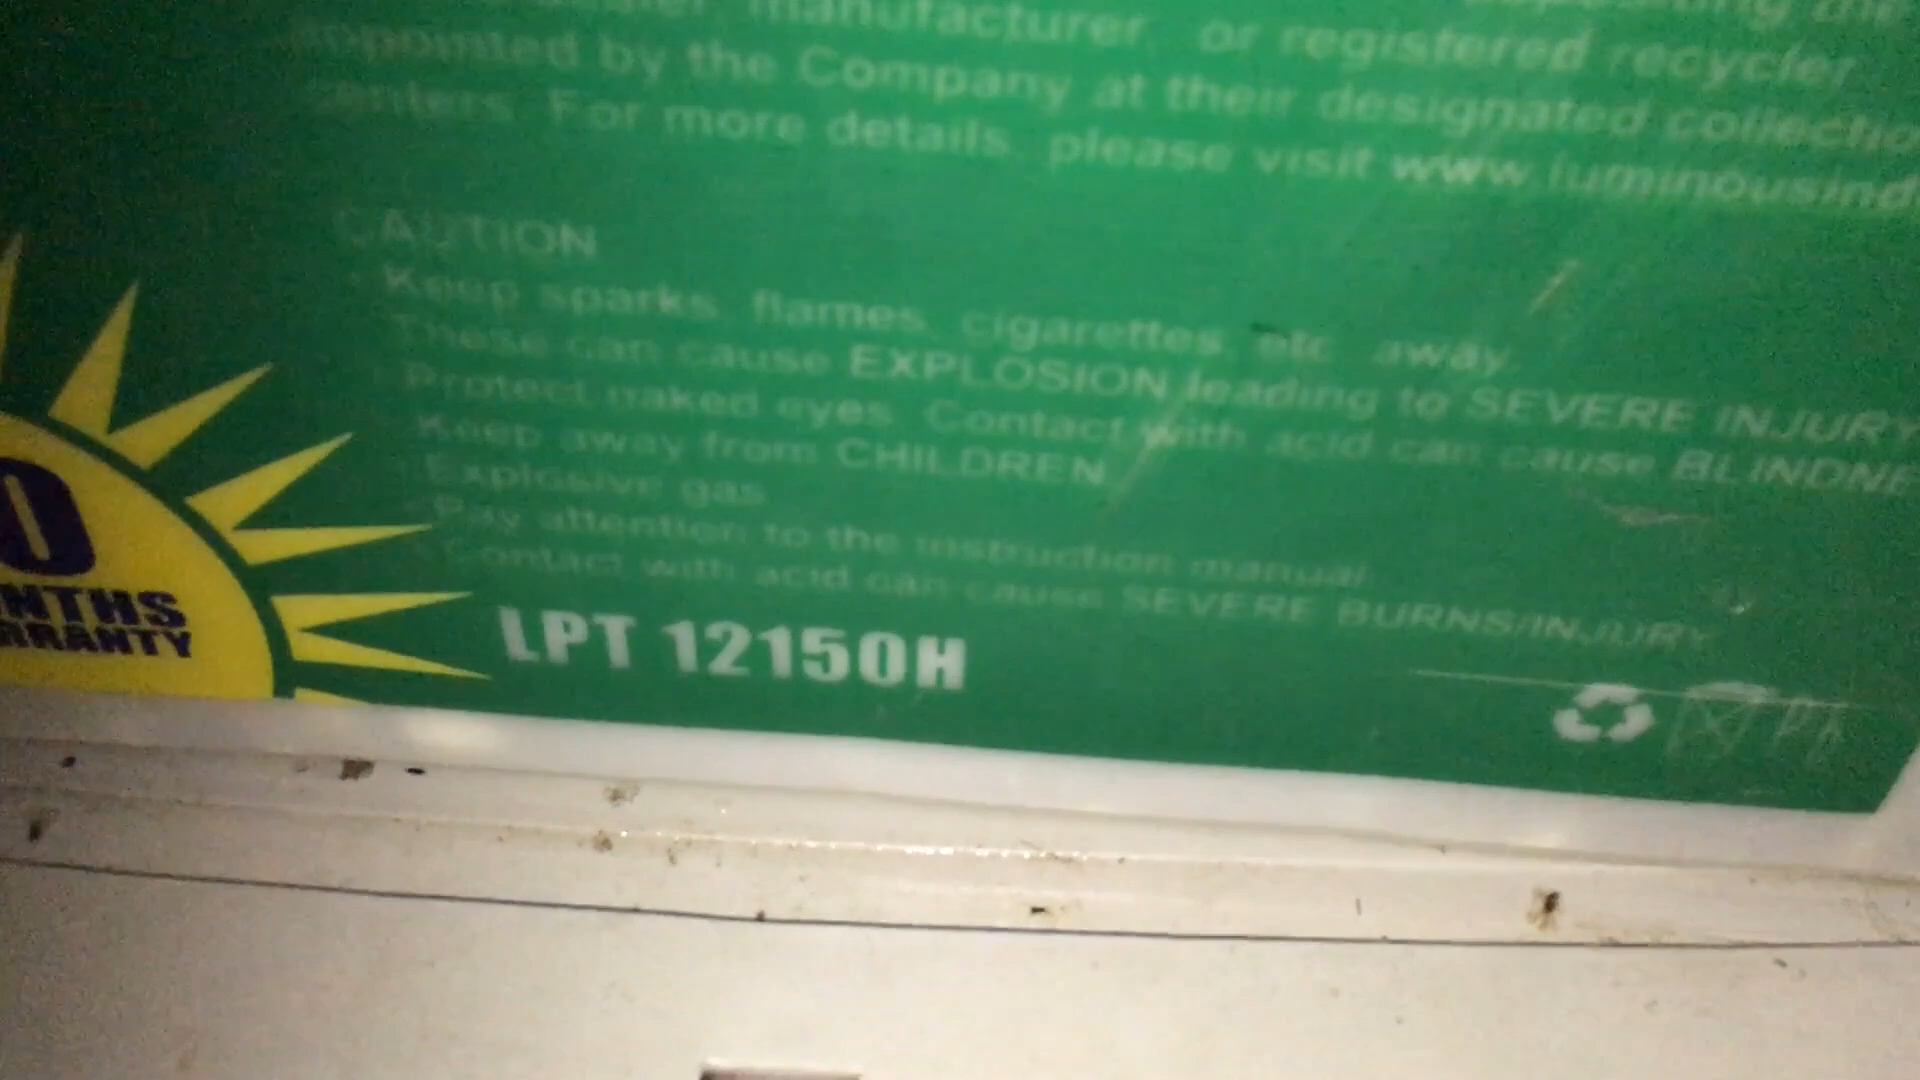 manufacturer or registered recycler
appointed by the Company at their designated collectio
centers. For more details, please visit www.luminousindi
CAUTION
Keep sparks, flames, cigarettes, etc. away.
These can cause EXPLOSION leading to SEVERE INJURY
Protect naked eyes. Contact with acid can cause BLINDNE
Keep away from CHILDREN
Explosive gas
Pay attention to the instruction manual.
Contact with acid can cause SEVERE BURNS/INJURY
0
NTHS
RRANTY
LPT 12150H